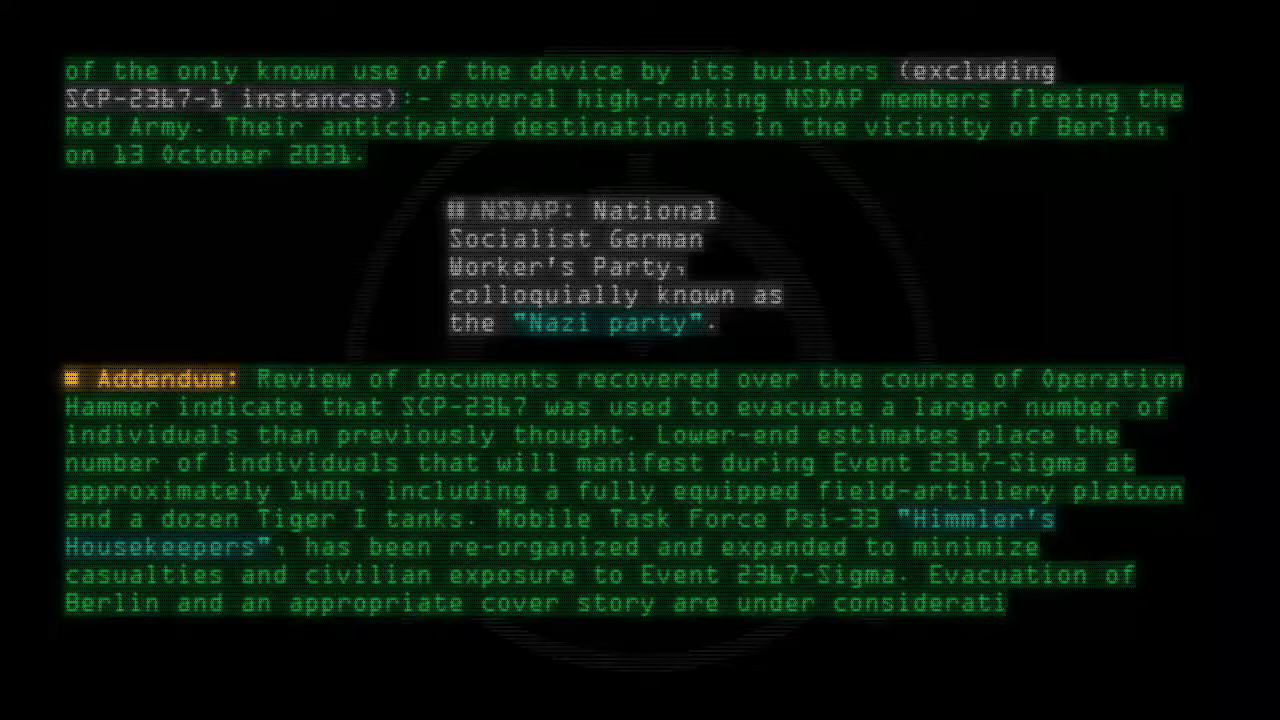 of the only known use of the device by its builders (excluding
SCP-2367-1 instances):- several high-ranking NSDAP members fleeing the
Red Army. Their anticipated destination is in the vicinity of Berlin,
on 13 October 2031.
■ NSDAP: National
Socialist German
Worker's Party,
colloquially known as
the "Nazi party".
■ Addendum: Review of documents recovered over the course of Operation
Hammer indicate that SCP-2367 was used to evacuate a larger number of
individuals than previously thought. Lower-end estimates place the
number of individuals that will manifest during Event 2367-Sigma at
approximately 1400, including a fully equipped field-artillery platoon
and a dozen Tiger I tanks. Mobile Task Force Psi-33 "Himmler's
Housekeepers", has been re-organized and expanded to minimize
casualties and civilian exposure to Event 2367-Sigma. Evacuation of
Berlin and an appropriate cover story are under considerati